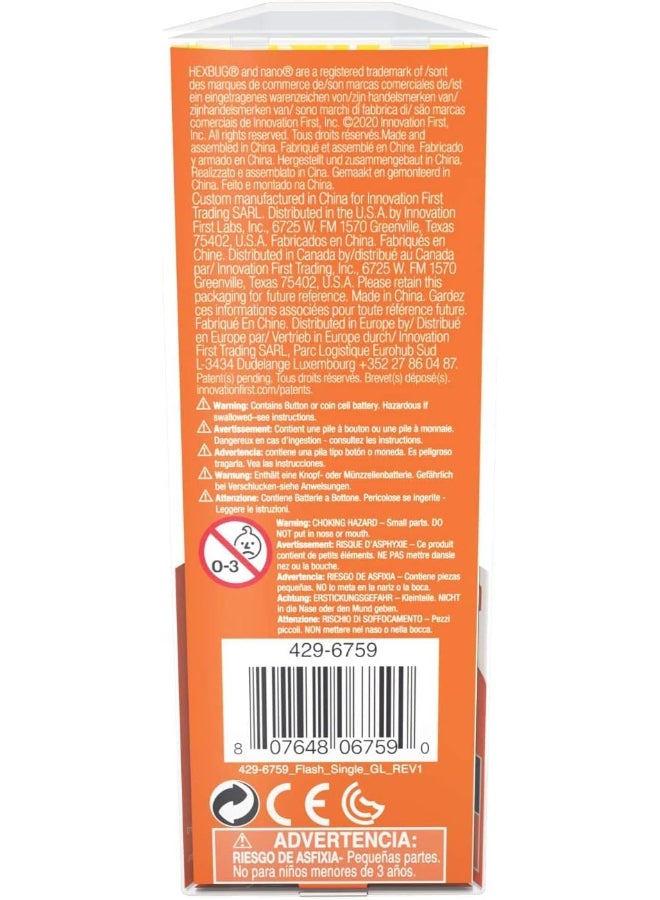 HEXBUG® and nano® are a registered trademark of /sont
des marques de commerce de/son marcas comerciales de/ist
ein eingetragenes warenzeichen von/zijn handelsmerken van/
zijnhandelsmerken van/ sono marchi di fabbrica di/ são marcas
comerciais de Innovation First, Inc. ©2020 Innovation First,
Inc. All rights reserved. Tous droits réservés.Made and
assembled in China. Fabriqué et assemblé en Chine. Fabricado
y armado en China. Hergestellt und zusammengebaut in China.
Realizzato e assemblato in Cina. Gemaakt en gemonteerd in
China. Feito e montado na China.
Custom manufactured in China for Innovation First
Trading SARL. Distributed in the U.S.A. by Innovation
First Labs, Inc., 6725 W. FM 1570 Greenville, Texas
75402, U.S.A. Fabricados en China. Fabriqués en
Chine. Distributed in Canada by/distribué au Canada
par/ Innovation First Trading, Inc., 6725 W. FM 1570
Greenville, Texas 75402, U.S.A. Please retain this
packaging for future reference. Made in China. Gardez
ces informations associées pour toute référence future.
Fabriqué En Chine. Distributed in Europe by/ Distribué
en Europe par/ Vertrieb in Europe durch/ Innovation
First Trading SARL, Parc Logistique Eurohub Sud
L-3434 Dudelange Luxembourg +352 27 86 04 87.
Patent(s) pending. Tous droits réservés. Brevet(s) déposé(s).
innovationfirst.com/patents.
Warning: Contains Button or coin cell battery. Hazardous if
swallowed–see instructions.
Avertissement: Contient une pile à bouton ou une pile à monnaie.
Dangereux en cas d'ingestion - consultez les instructions.
Advertencia: contiene una pila tipo botón o moneda. Es peligroso
tragarla. Vea las instrucciones.
Warnung: Enthält eine Knopf- oder Münzzellenbatterie. Gefährlich
bei Verschlucken-siehe Anweisungen.
Attenzione: Contiene Batterie a Bottone. Pericolose se ingerite -
Leggere le istruzioni.
Warning: CHOKING HAZARD – Small parts. DO
NOT put in nose or mouth.
Avertissement: RISQUE D'ASPHYXIE – Ce produit
contient de petits éléments. NE PAS mettre dansle
nez ou la bouche.
Advertencia: RIESGO DE ASFIXIA – Contiene piezas
pequeñas. NO lo meta en la nariz o la boca.
Achtung: ERSTICKUNGSGEFAHR – Kleinteile. NICHT
in die Nase oder den Mund geben.
Attenzione: RISCHIO DI SOFFOCAMENTO – Pezzi
piccoli. NON mettere nel naso o nella bocca.
0-3
429-6759
8 07648 06759 0
429-6759_Flash_Single_GL_REV1
CE
ADVERTENCIA:
RIESGO DE ASFIXIA- Pequeñas partes.
No para niños menores de 3 años.